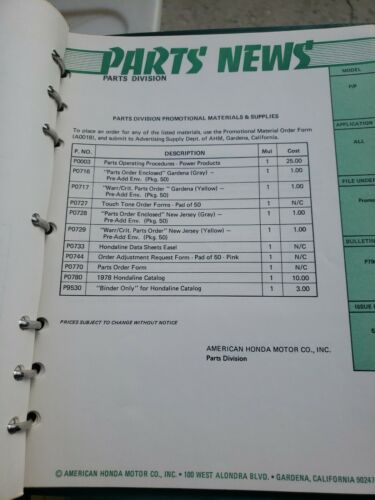 PARTS NEWS
PARTS DIVISION
PARTS DIVISION PROMOTIONAL MATERIALS & SUPPLIES
To place an order for any of the listed materials, use the Promotional Material Order Form
(A0019), and submit to Advertising Supply Dept. of AHM, Gardena, California.
P. NO. DESCRIPTION Mul Cost
P0003 Parts Operating Procedures - Power Products 1 25.00
P0716 "Parts Order Enclosed" Gardena (Gray) – 1 1.00
Pre-Add Env. (Pkg. 50)
P0717 "Warr/Crit. Parts Order " Gardena (Yellow) – 1 1.00
Pre-Add Env. (Pkg. 50)
P0727 Touch Tone Order Forms - Pad of 50 1 N/C
P0728 "Parts Order Enclosed" New Jersey (Gray) – 1 1.00
Pre-Add Env. (Pkg. 50)
P0729 "Warr/Crit. Parts Order" New Jersey (Yellow) – 1 1.00
Pre-Add Env. (Pkg. 50)
P0733 Hondaline Data Sheets Easel 1 N/C
P0744 Order Adjustment Request Form - Pad of 50 - Pink 1 N/C
P0770 Parts Order Form 1 N/C
P0780 1978 Hondaline Catalog 1 10.00
P9530 "Binder Only" for Hondaline Catalog 1 3.00
PRICES SUBJECT TO CHANGE WITHOUT NOTICE
AMERICAN HONDA MOTOR CO., INC.
Parts Division
© AMERICAN HONDA MOTOR CO., INC. • 100 WEST ALONDRA BLVD. • GARDENA, CALIFORNIA 90247
MODEL
P/P
APPLICATION
ALL
FILE UNDER
BULLETIN
ISSUE